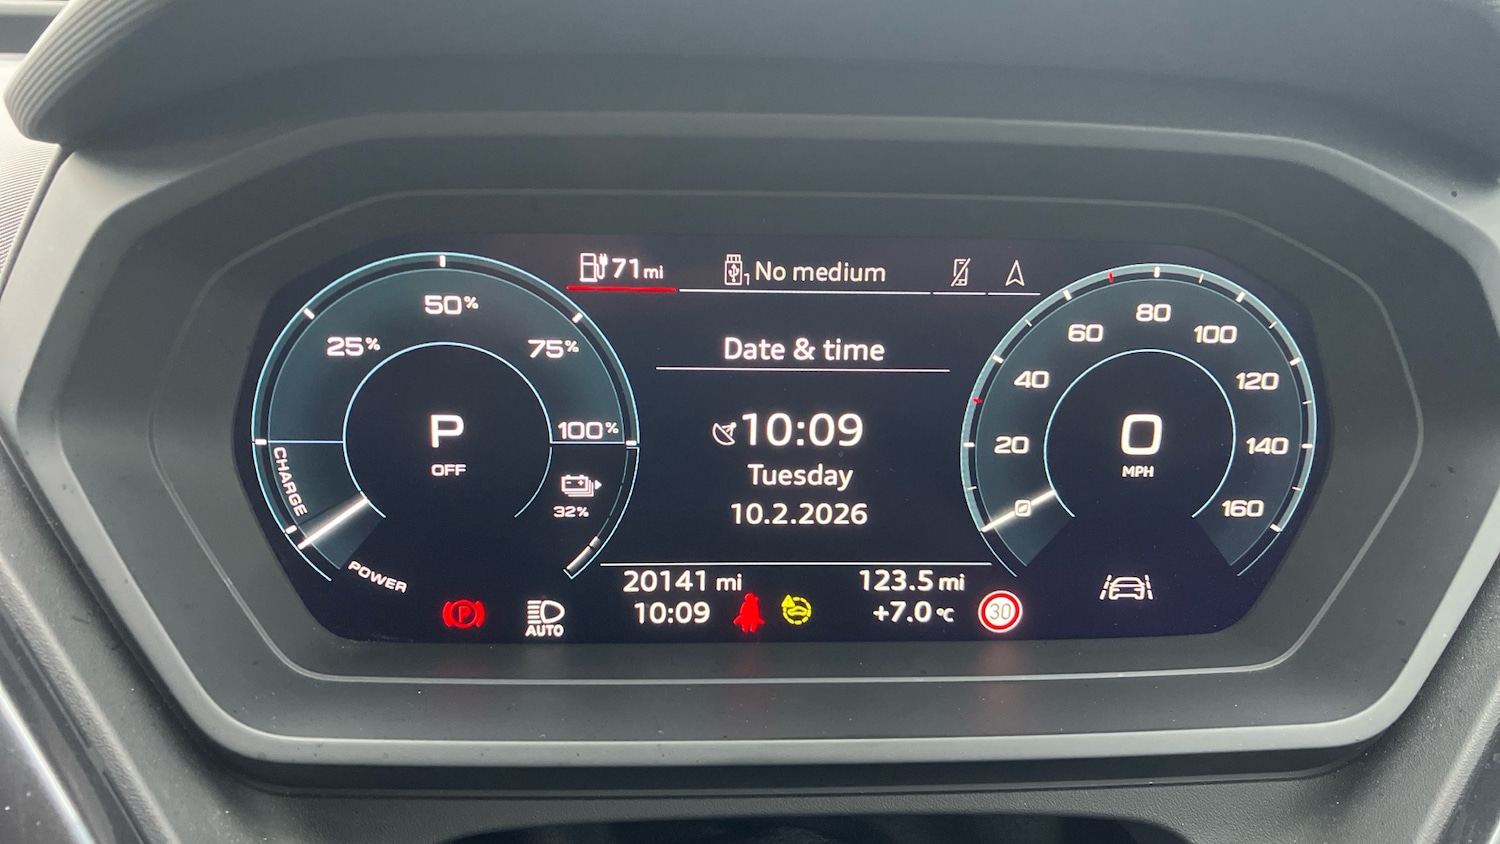 71 mi
1 No medium
Date & time
10:09
Tuesday
10.2.2026
25%
50%
75%
100%
CHARGE
POWER
P
OFF
32%
20
40
60
80
100
120
140
160
0
0
MPH
20141 mi
123.5 mi
10:09
+7.0 °C
30
P
AUTO